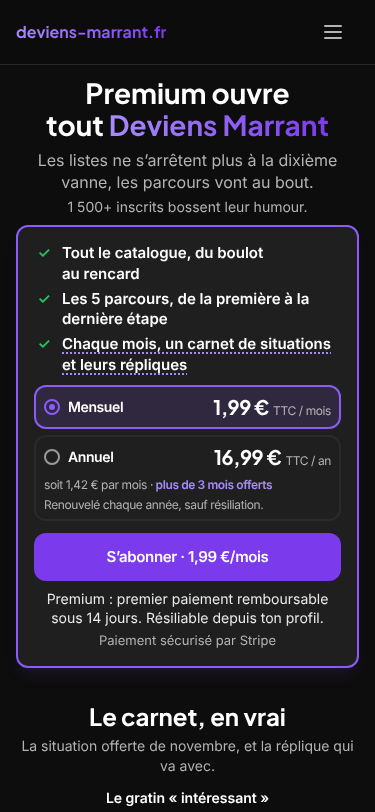 deviens-marrant.fr
Premium ouvre
tout Deviens Marrant
Les listes ne s’arrêtent plus à la dixième
vanne, les parcours vont au bout.
1 500+ inscrits bossent leur humour.
Tout le catalogue, du boulot
au rencard
Les 5 parcours, de la première à la
dernière étape
Chaque mois, un carnet de situations
et leurs répliques
Mensuel 1,99 € TTC / mois
Annuel 16,99 € TTC / an
soit 1,42 € par mois · plus de 3 mois offerts
Renouvelé chaque année, sauf résiliation.
S’abonner · 1,99 €/mois
Premium : premier paiement remboursable
sous 14 jours. Résiliable depuis ton profil.
Paiement sécurisé par Stripe
Le carnet, en vrai
La situation offerte de novembre, et la réplique qui
va avec.
Le gratin « intéressant »